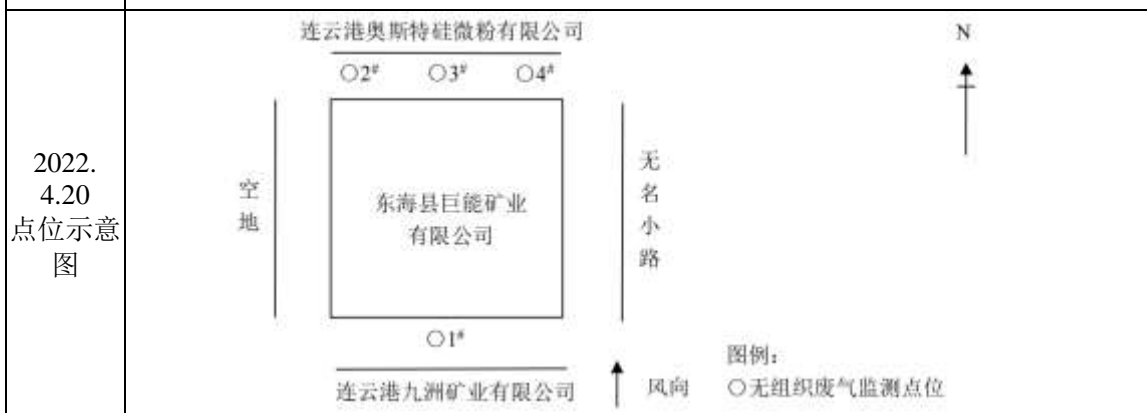 2022.
4.20
点位示意
图
连云港奥斯特硅微粉有限公司
○2#
○3#
○4#
N
空
地
东海县巨能矿业
有限公司
无
名
小
路
○1#
连云港九洲矿业有限公司
风向
图例：
○无组织废气监测点位